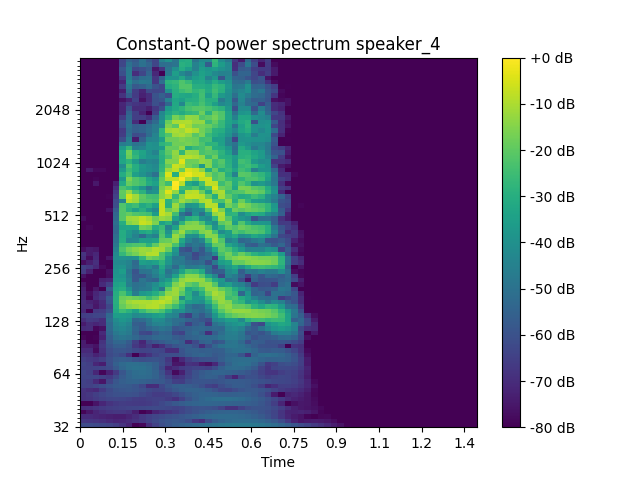 Constant-Q power spectrum speaker_4
+0 dB
-10 dB
-20 dB
-30 dB
-40 dB
-50 dB
-60 dB
-70 dB
-80 dB
Hz
2048
1024
512
256
128
64
32
0 0.15 0.3 0.45 0.6 0.75 0.9 1.1 1.2 1.4
Time